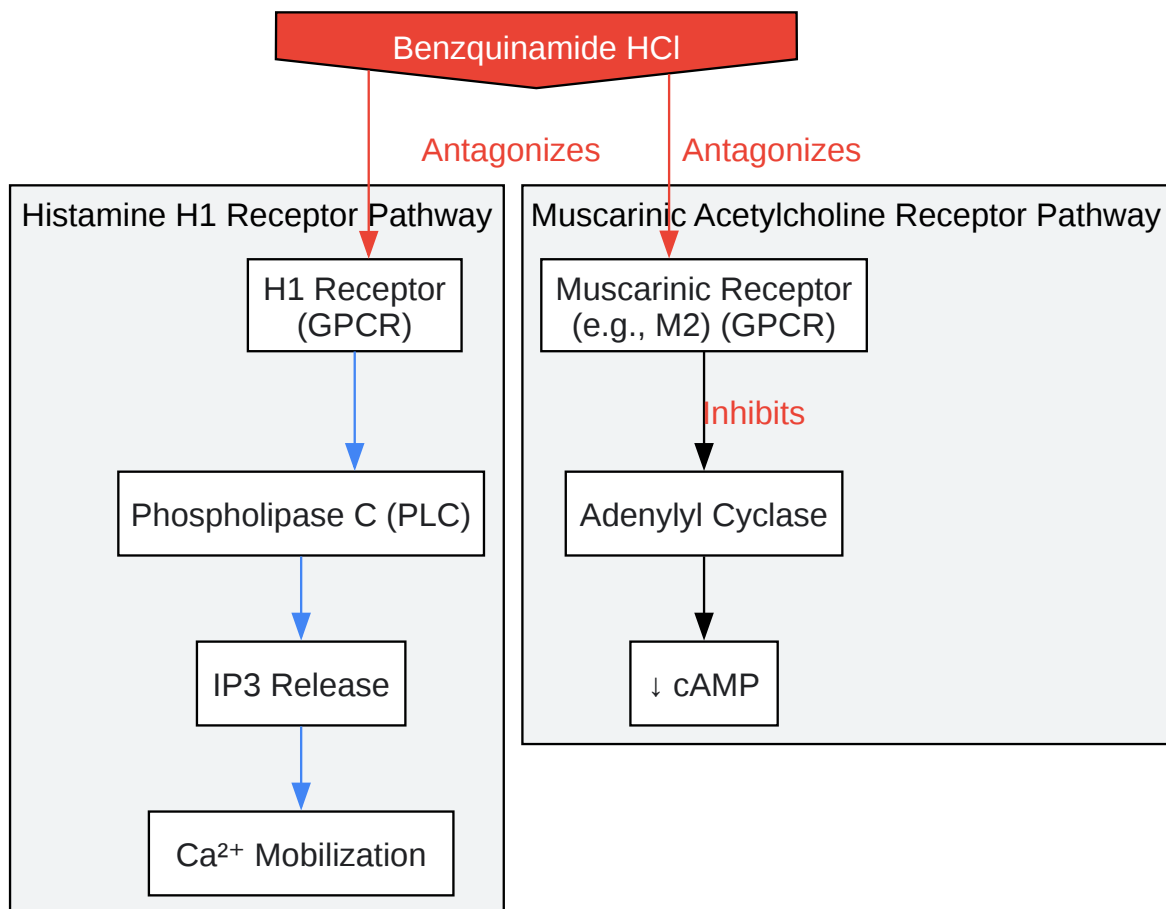 Benzquinamide HCl
Antagonizes
Antagonizes
Histamine H1 Receptor Pathway
H1 Receptor
(GPCR)
Phospholipase C (PLC)
IP3 Release
Ca²⁺ Mobilization
Muscarinic Acetylcholine Receptor Pathway
Muscarinic Receptor
(e.g., M2) (GPCR)
Inhibits
Adenylyl Cyclase
↓ cAMP